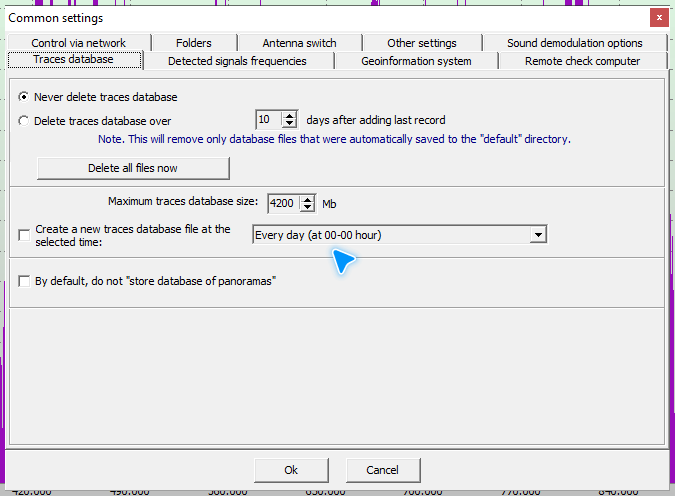 Common settings
x
Control via network
Folders
Antenna switch
Other settings
Sound demodulation options
Traces database
Detected signals frequencies
Geoinformation system
Remote check computer
Never delete traces database
Delete traces database over 10 days after adding last record
Note. This will remove only database files that were automatically saved to the "default" directory.
Delete all files now
Maximum traces database size: 4200 Mb
Create a new traces database file at the
selected time:
Every day (at 00-00 hour)
By default, do not "store database of panoramas"
Ok
Cancel
420.000 490.000 560.000 630.000 700.000 770.000 840.000